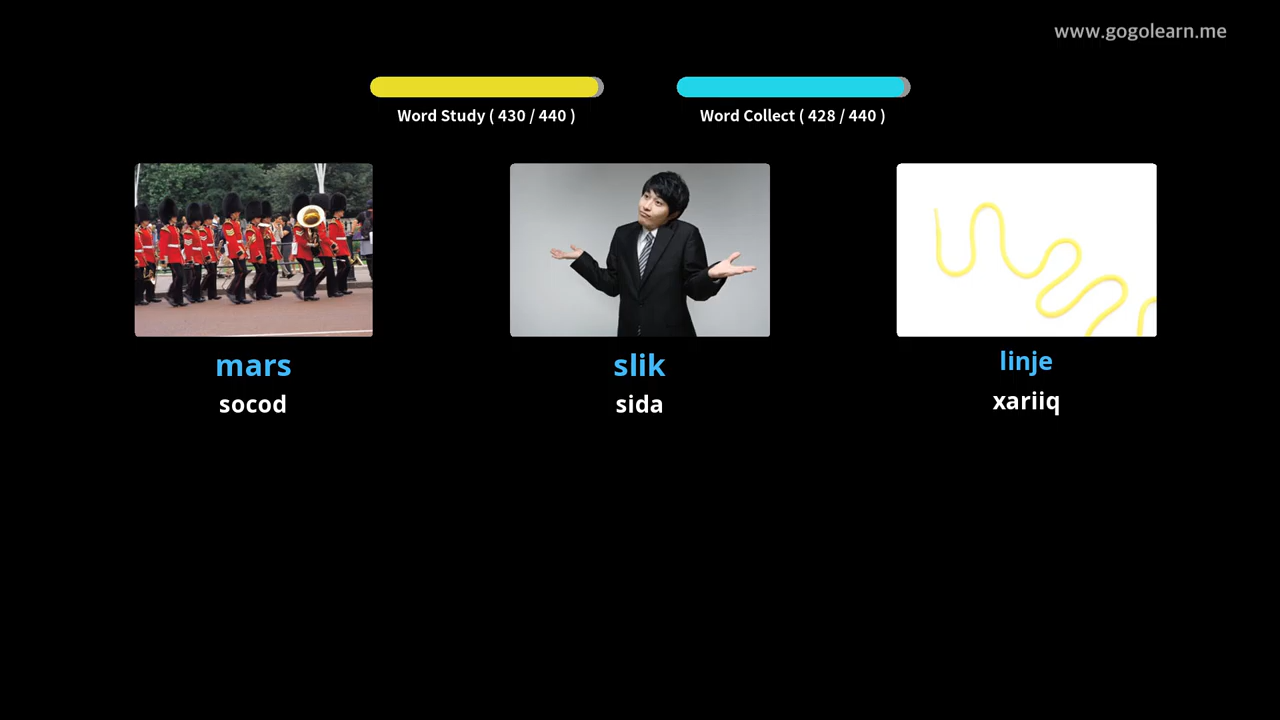 www.gogolearn.me
Word Study ( 430 / 440 )
Word Collect ( 428 / 440 )
mars
socod
slik
sida
linje
xariiq